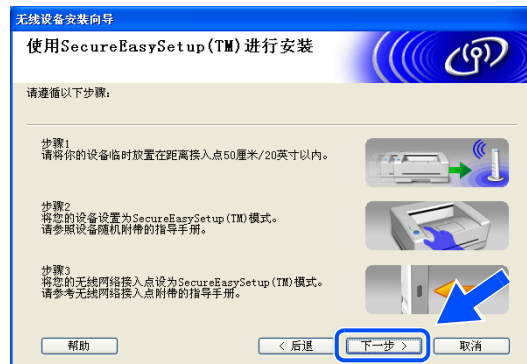 无线设备安装向导
使用SecureEasySetup(TM)进行安装
请遵循以下步骤:
步骤1
请将你的设备临时放置在距离接入点50厘米/20英寸以内。
步骤2
将您的设备设置为SecureEasySetup(TM)模式。
请参照设备随机附带的指导手册。
步骤3
将您的无线网络接入点设为SecureEasySetup(TM)模式。
请参考无线网络接入点附带的指导手册。
帮助
< 后退
下一步 >
取消